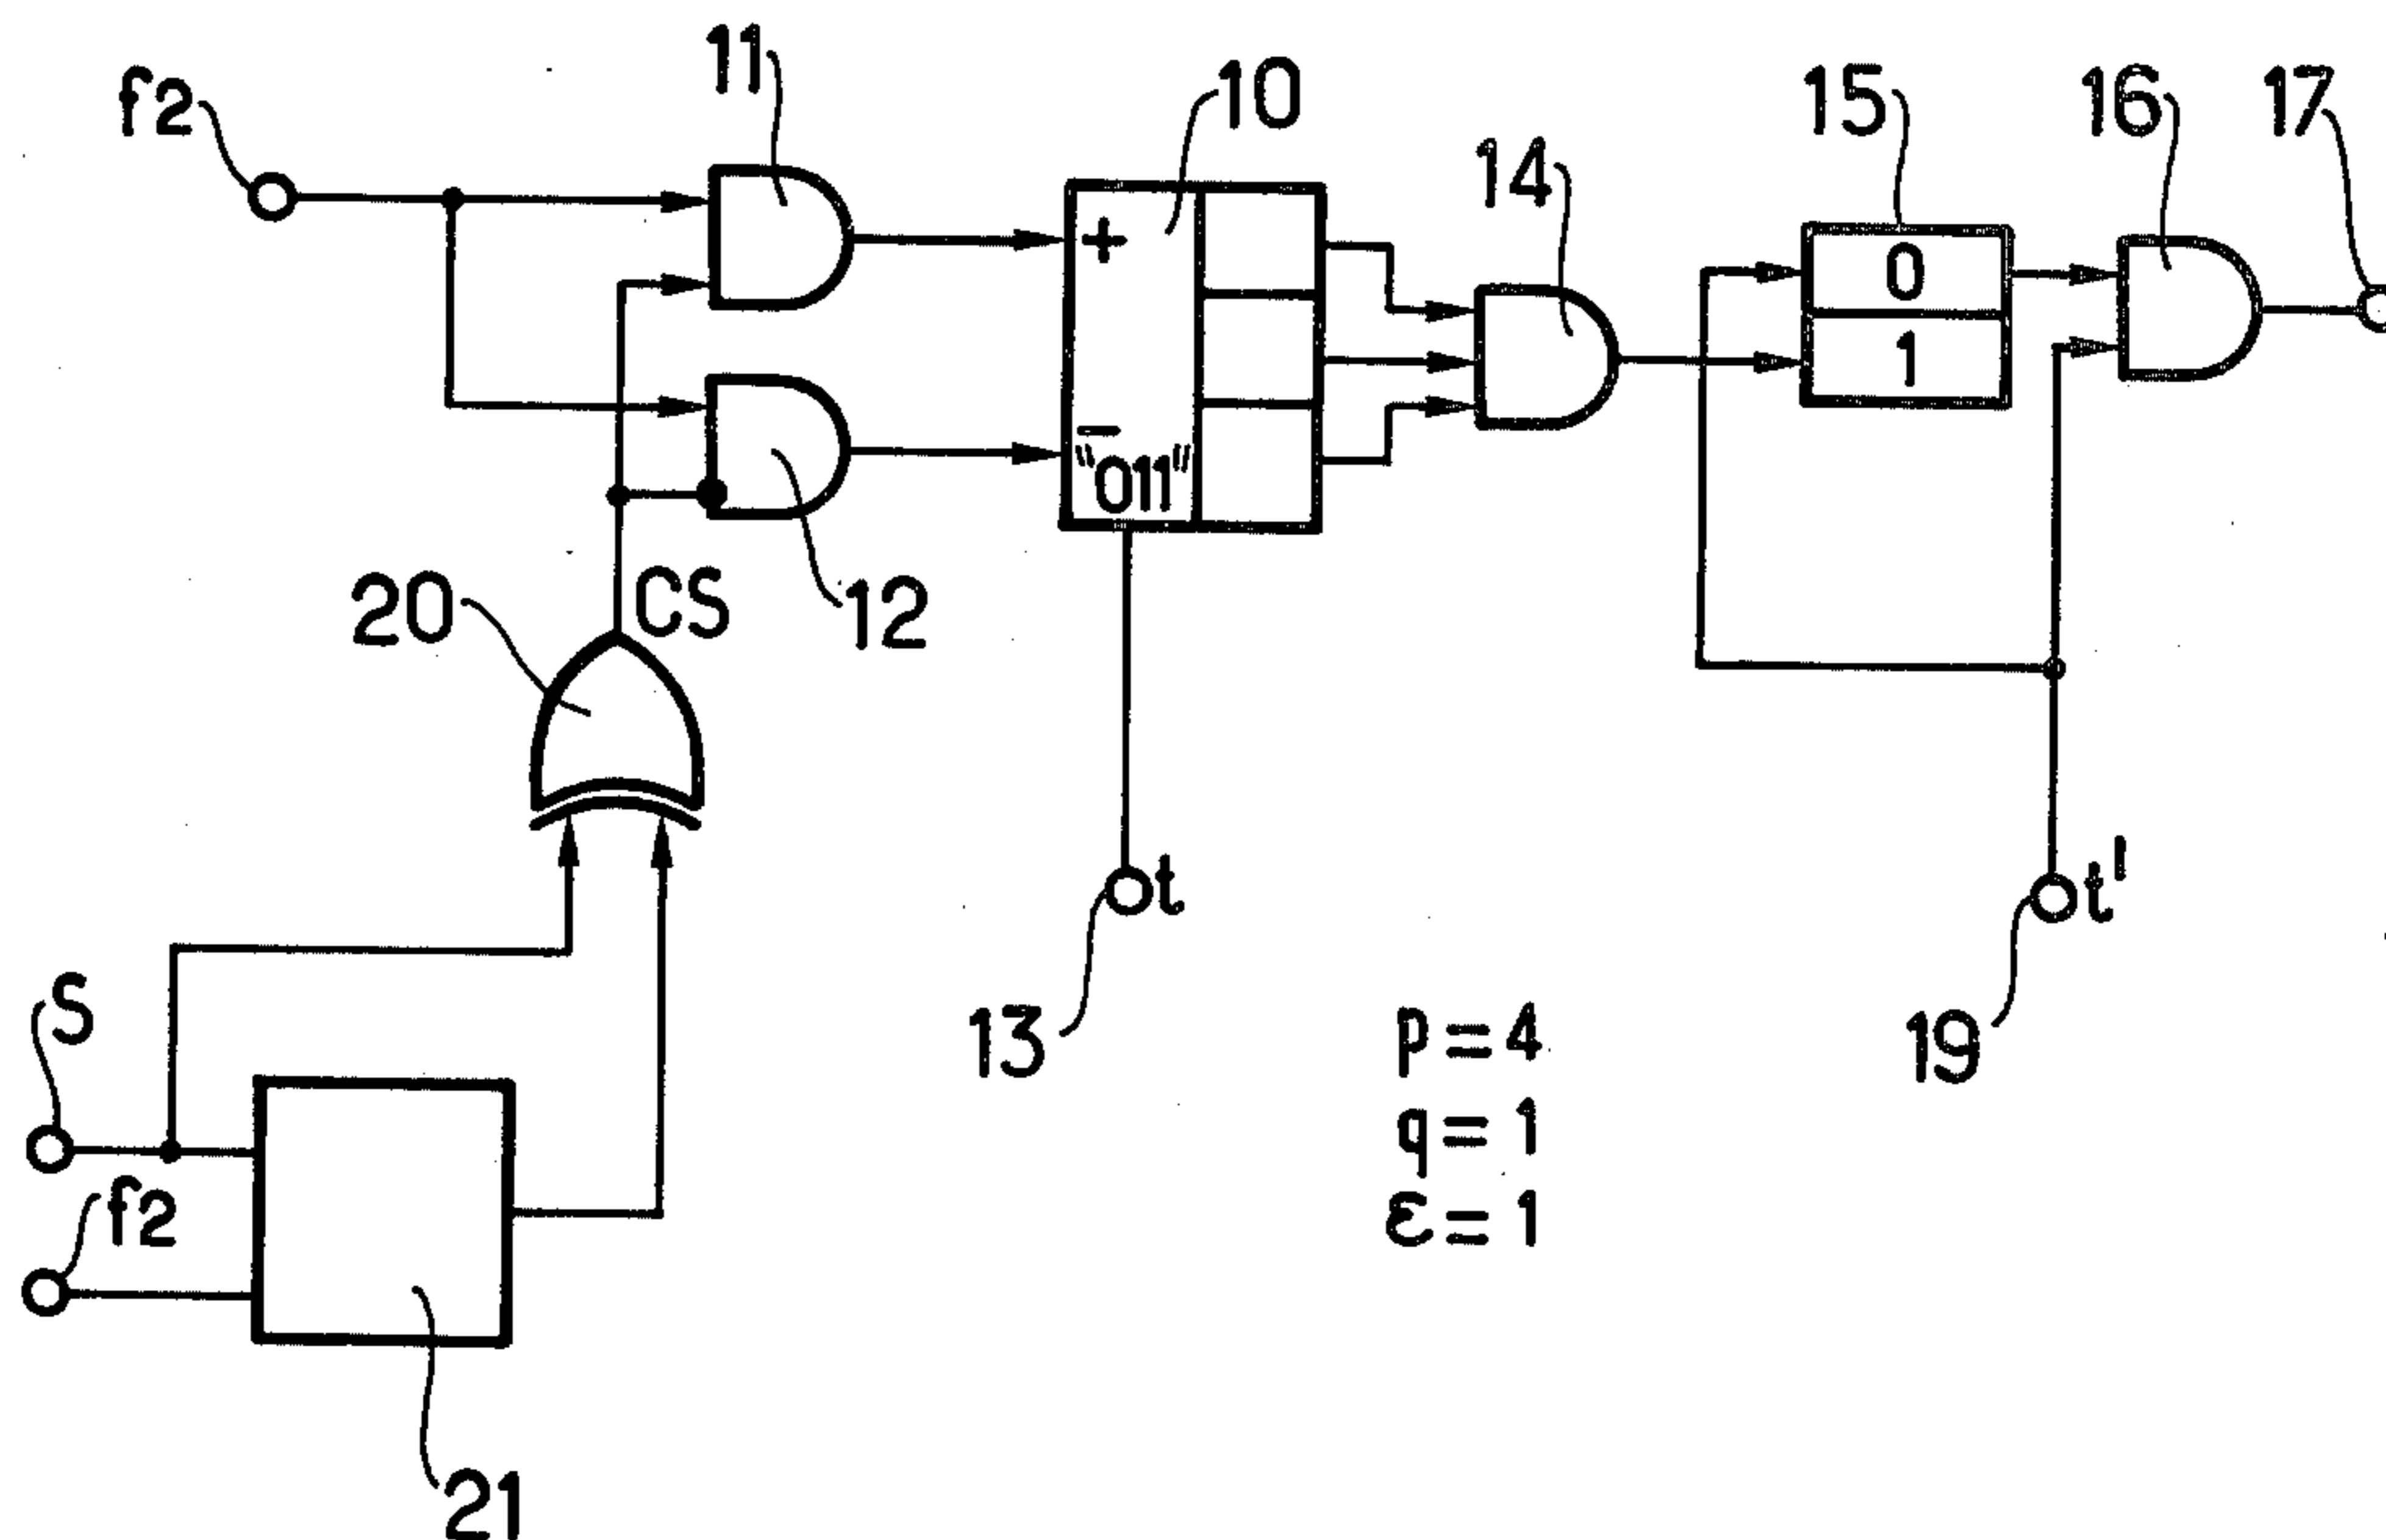 f2
11
10
14
15
16
17
+
0
1
−
"011"
20
CS
12
t
t'
S
13
p = 4
19
q = 1
f2
ε = 1
21